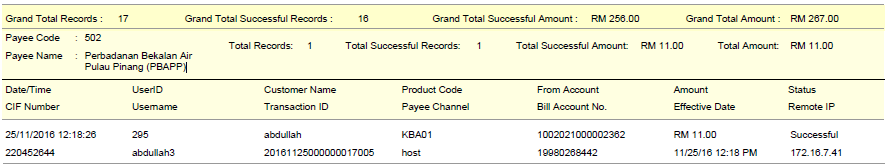 Grand Total Records : 17 Grand Total Successful Records : 16 Grand Total Successful Amount : RM 256.00 Grand Total Amount : RM 267.00
Payee Code : 502
Total Records: 1 Total Successful Records: 1 Total Successful Amount: RM 11.00 Total Amount: RM 11.00
Payee Name : Perbadanan Bekalan Air
Pulau Pinang (PBAPP)
Date/Time UserID Customer Name Product Code From Account Amount Status
CIF Number Username Transaction ID Payee Channel Bill Account No. Effective Date Remote IP
25/11/2016 12:18:26 295 abdullah KBA01 1002021000002362 RM 11.00 Successful
220452644 abdullah3 20161125000000017005 host 19980268442 11/25/16 12:18 PM 172.16.7.41